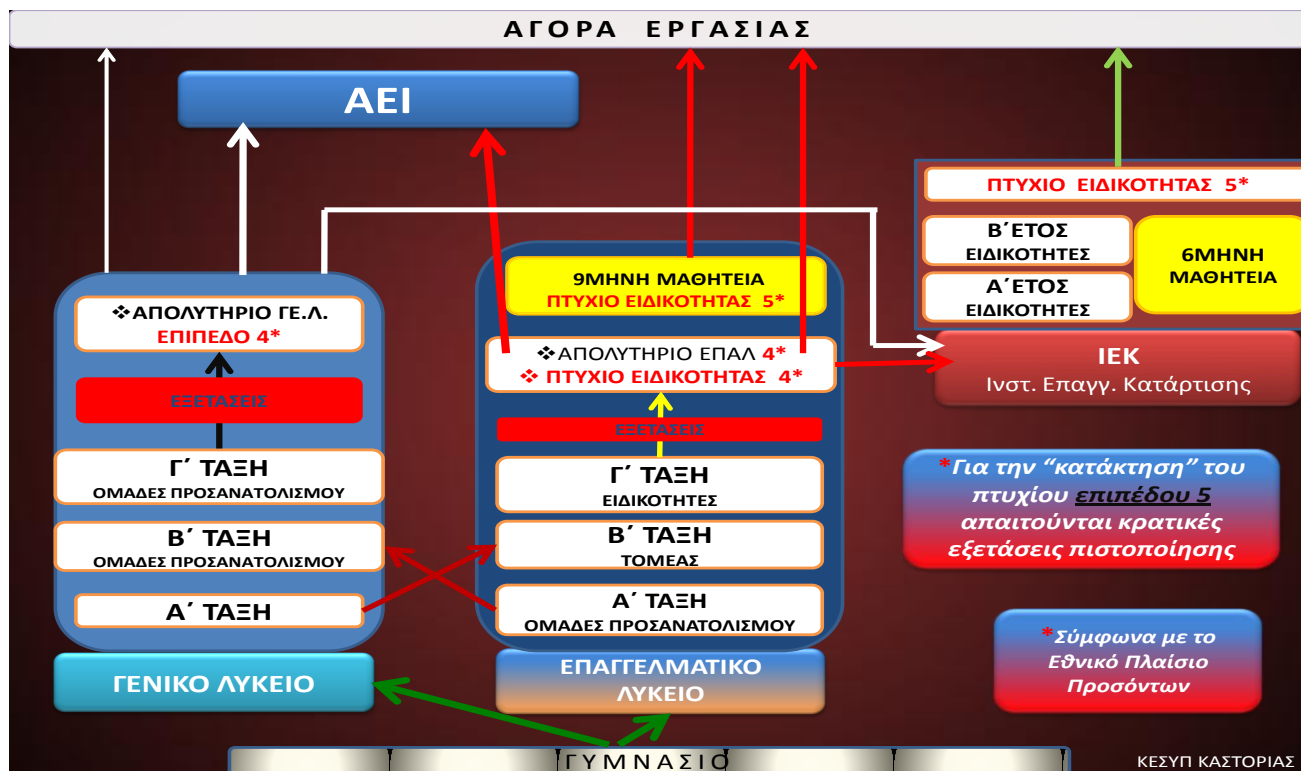 ΑΓΟΡΑ ΕΡΓΑΣΙΑΣ
ΑΕΙ
ΠΤΥΧΙΟ ΕΙΔΙΚΟΤΗΤΑΣ 5*
Β΄ΕΤΟΣ
ΕΙΔΙΚΟΤΗΤΕΣ
Α΄ΕΤΟΣ
ΕΙΔΙΚΟΤΗΤΕΣ
6ΜΗΝΗ
ΜΑΘΗΤΕΙΑ
ΙΕΚ
Ινστ. Επαγγ. Κατάρτισης
❖ΑΠΟΛΥΤΗΡΙΟ ΓΕ.Λ.
ΕΠΙΠΕΔΟ 4*
ΕΞΕΤΑΣΕΙΣ
Γ΄ ΤΑΞΗ
ΟΜΑΔΕΣ ΠΡΟΣΑΝΑΤΟΛΙΣΜΟΥ
Β΄ ΤΑΞΗ
ΟΜΑΔΕΣ ΠΡΟΣΑΝΑΤΟΛΙΣΜΟΥ
Α΄ ΤΑΞΗ
ΓΕΝΙΚΟ ΛΥΚΕΙΟ
9ΜΗΝΗ ΜΑΘΗΤΕΙΑ
ΠΤΥΧΙΟ ΕΙΔΙΚΟΤΗΤΑΣ 5*
❖ΑΠΟΛΥΤΗΡΙΟ ΕΠΑΛ 4*
❖ ΠΤΥΧΙΟ ΕΙΔΙΚΟΤΗΤΑΣ 4*
ΕΞΕΤΑΣΕΙΣ
Γ΄ ΤΑΞΗ
ΕΙΔΙΚΟΤΗΤΕΣ
Β΄ ΤΑΞΗ
ΤΟΜΕΑΣ
Α΄ ΤΑΞΗ
ΟΜΑΔΕΣ ΠΡΟΣΑΝΑΤΟΛΙΣΜΟΥ
ΕΠΑΓΓΕΛΜΑΤΙΚΟ
ΛΥΚΕΙΟ
*Για την “κατάκτηση” του
πτυχίου επιπέδου 5
απαιτούνται κρατικές
εξετάσεις πιστοποίησης
*Σύμφωνα με το
Εθνικό Πλαίσιο
Προσόντων
ΓΥΜΝΑΣΙΟ
ΚΕΣΥΠ ΚΑΣΤΟΡΙΑΣ